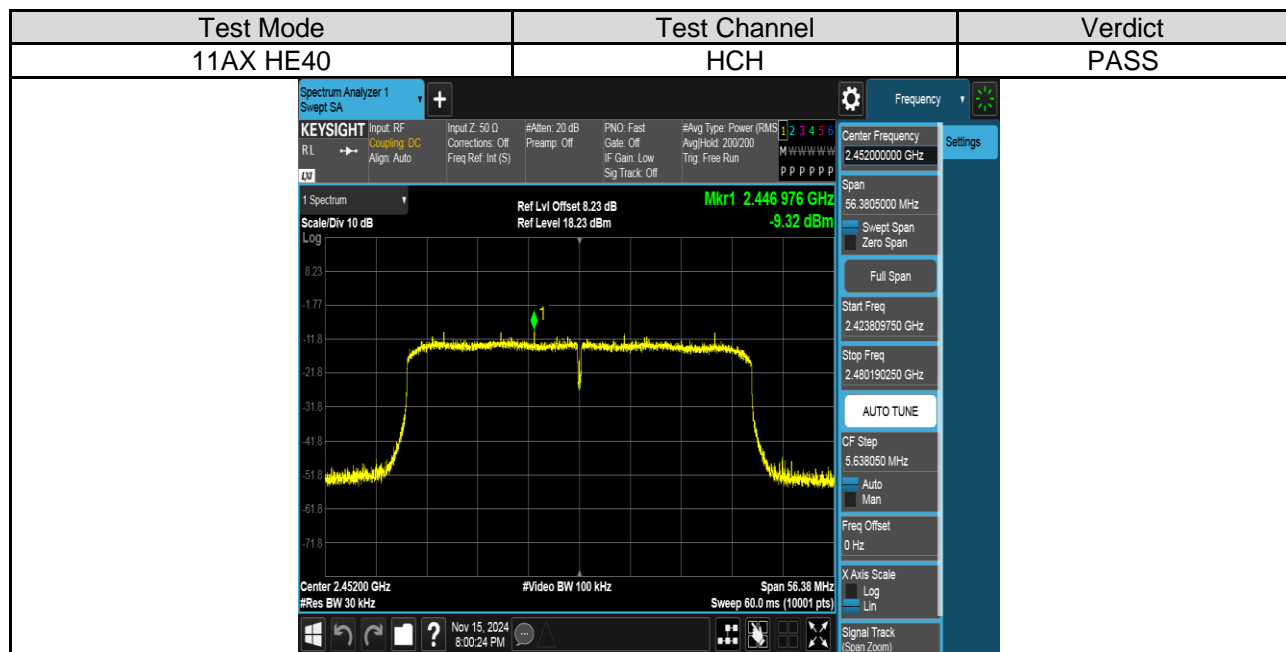 Test Mode Test Channel Verdict
11AX HE40 HCH PASS
Spectrum Analyzer 1
Swept SA
+
Frequency
KEYSIGHT
RL
LXI
Input: RF
Coupling: DC
Align: Auto
Input Z: 50 Ω
Corrections: Off
Freq Ref: Int (S)
#Atten: 20 dB
Preamp: Off
PNO: Fast
Gate: Off
IF Gain: Low
Sig Track: Off
#Avg Type: Power (RMS
Avg|Hold: 200/200
Trig: Free Run
1 2 3 4 5 6
M W W W W W
P P P P P P
Settings
Center Frequency
2.452000000 GHz
Span
56.3805000 MHz
Swept Span
Zero Span
Full Span
Start Freq
2.423809750 GHz
Stop Freq
2.480190250 GHz
AUTO TUNE
CF Step
5.638050 MHz
Auto
Man
Freq Offset
0 Hz
X Axis Scale
Log
Lin
Signal Track
(Span Zoom)
1 Spectrum
Scale/Div 10 dB
Log
Ref Lvl Offset 8.23 dB
Ref Level 18.23 dBm
Mkr1 2.446 976 GHz
-9.32 dBm
1
8.23
-1.77
-11.8
-21.8
-31.8
-41.8
-51.8
-61.8
-71.8
Center 2.45200 GHz
#Res BW 30 kHz
#Video BW 100 kHz
Span 56.38 MHz
Sweep 60.0 ms (10001 pts)
?
Nov 15, 2024
8:00:24 PM